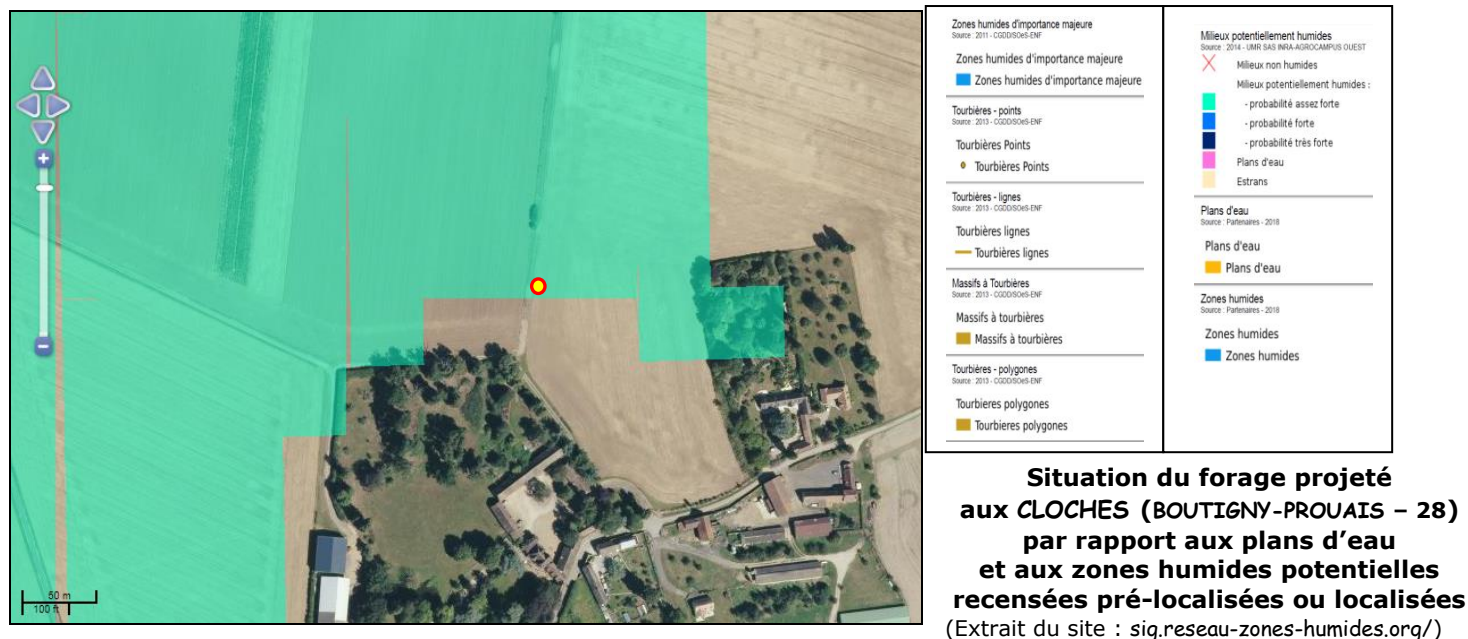 50 m
100 ft
Zones humides d'importance majeure
Source : 2011 - CGDD/SOeS-ENF
Zones humides d'importance majeure
Zones humides d'importance majeure
Tourbières - points
Source : 2013 - CGDD/SOeS-ENF
Tourbières Points
Tourbières Points
Tourbières - lignes
Source : 2013 - CGDD/SOeS-ENF
Tourbières lignes
Tourbières lignes
Massifs à Tourbières
Source : 2013 - CGDD/SOeS-ENF
Massifs à tourbières
Massifs à tourbières
Tourbières - polygones
Source : 2013 - CGDD/SOeS-ENF
Tourbieres polygones
Tourbieres polygones
Milieux potentiellement humides
Source : 2014 - UMR SAS INRA-AGROCAMPUS OUEST
Milieux non humides
Milieux potentiellement humides :
- probabilité assez forte
- probabilité forte
- probabilité très forte
Plans d'eau
Estrans
Plans d'eau
Source : Partenaires - 2018
Plans d'eau
Plans d'eau
Zones humides
Source : Partenaires - 2018
Zones humides
Zones humides
Situation du forage projeté
aux CLOCHES (BOUTIGNY-PROUAIS – 28)
par rapport aux plans d'eau
et aux zones humides potentielles
recensées pré-localisées ou localisées
(Extrait du site : sig.reseau-zones-humides.org/)